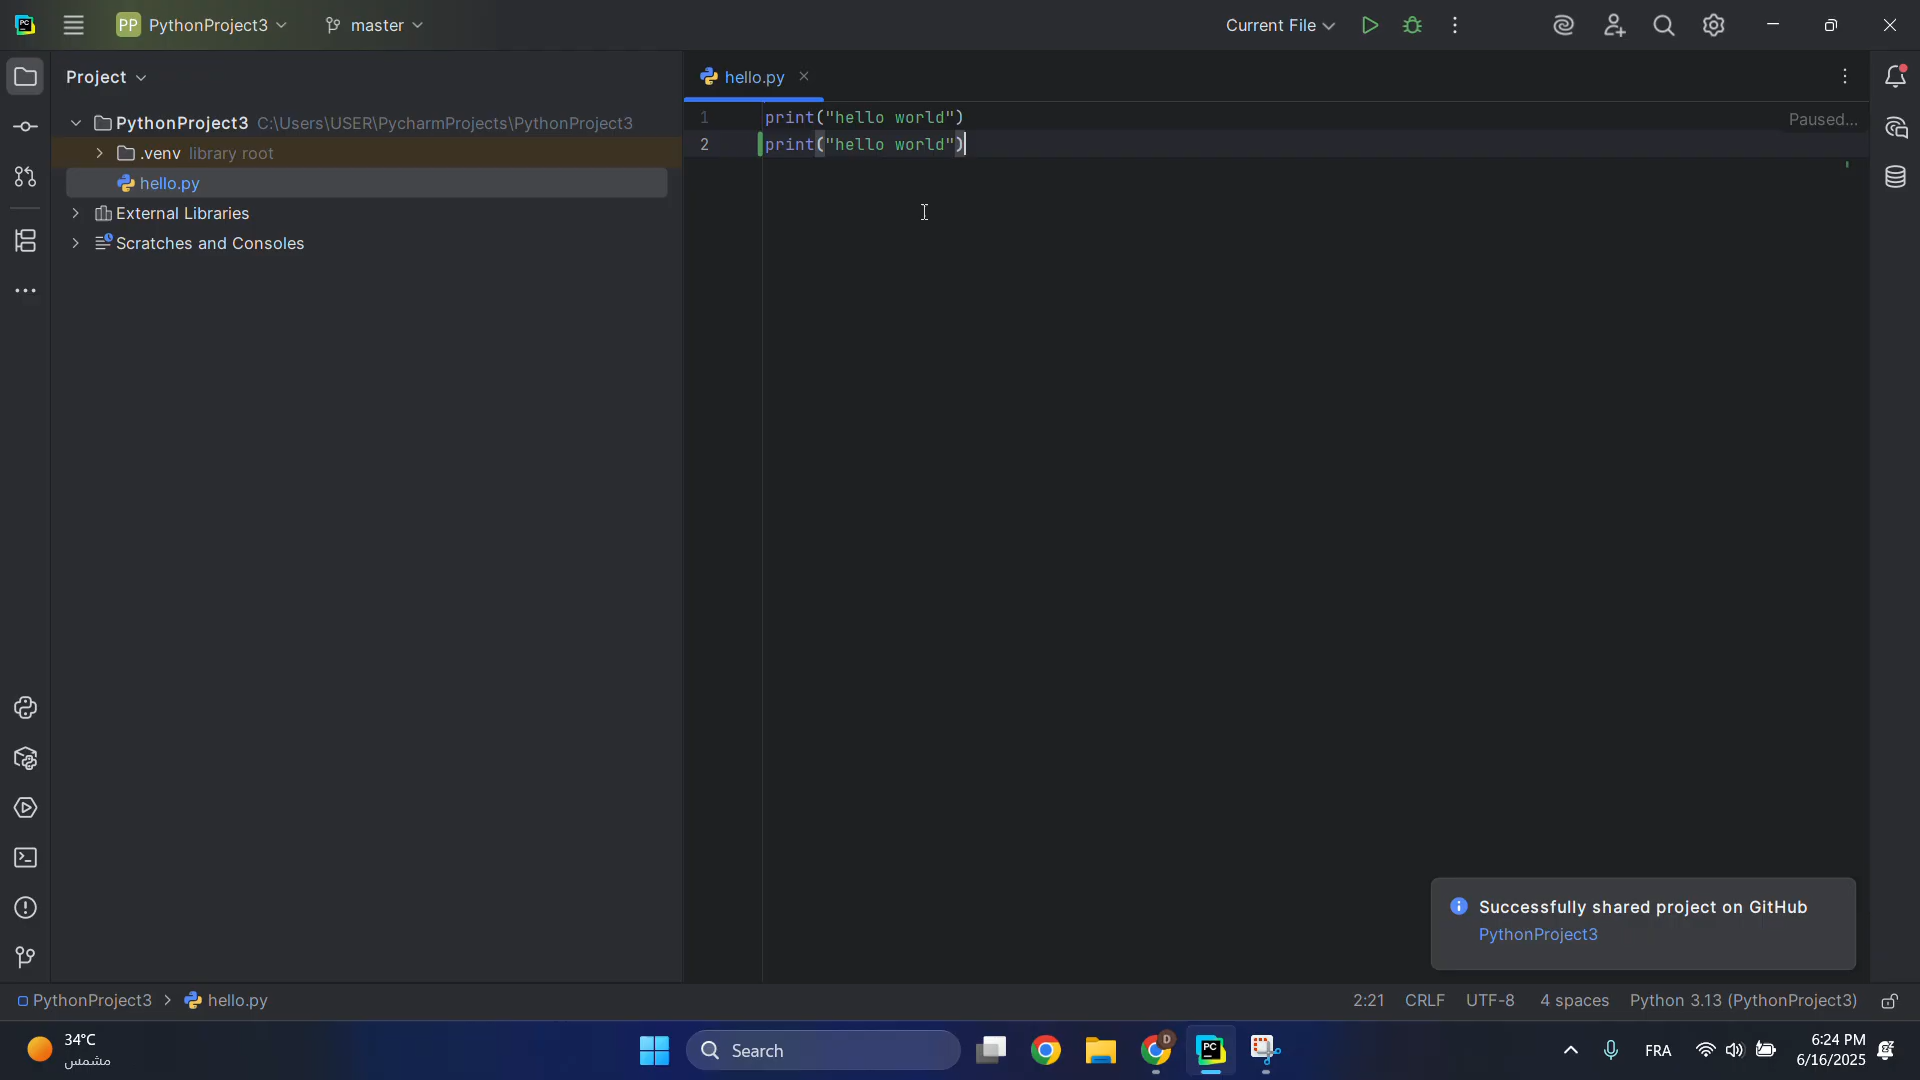 PP PythonProject3 master Current File
Project
hello.py
PythonProject3 C:\Users\USER\PycharmProjects\PythonProject3
.venv library root
hello.py
External Libraries
Scratches and Consoles
1 print("hello world")
Paused...
2 print("hello world")
Successfully shared project on GitHub
PythonProject3
PythonProject3 > hello.py
2:21 CRLF UTF-8 4 spaces Python 3.13 (PythonProject3)
34°C
مشمس
Search
D
PC
FRA
6:24 PM
6/16/2025